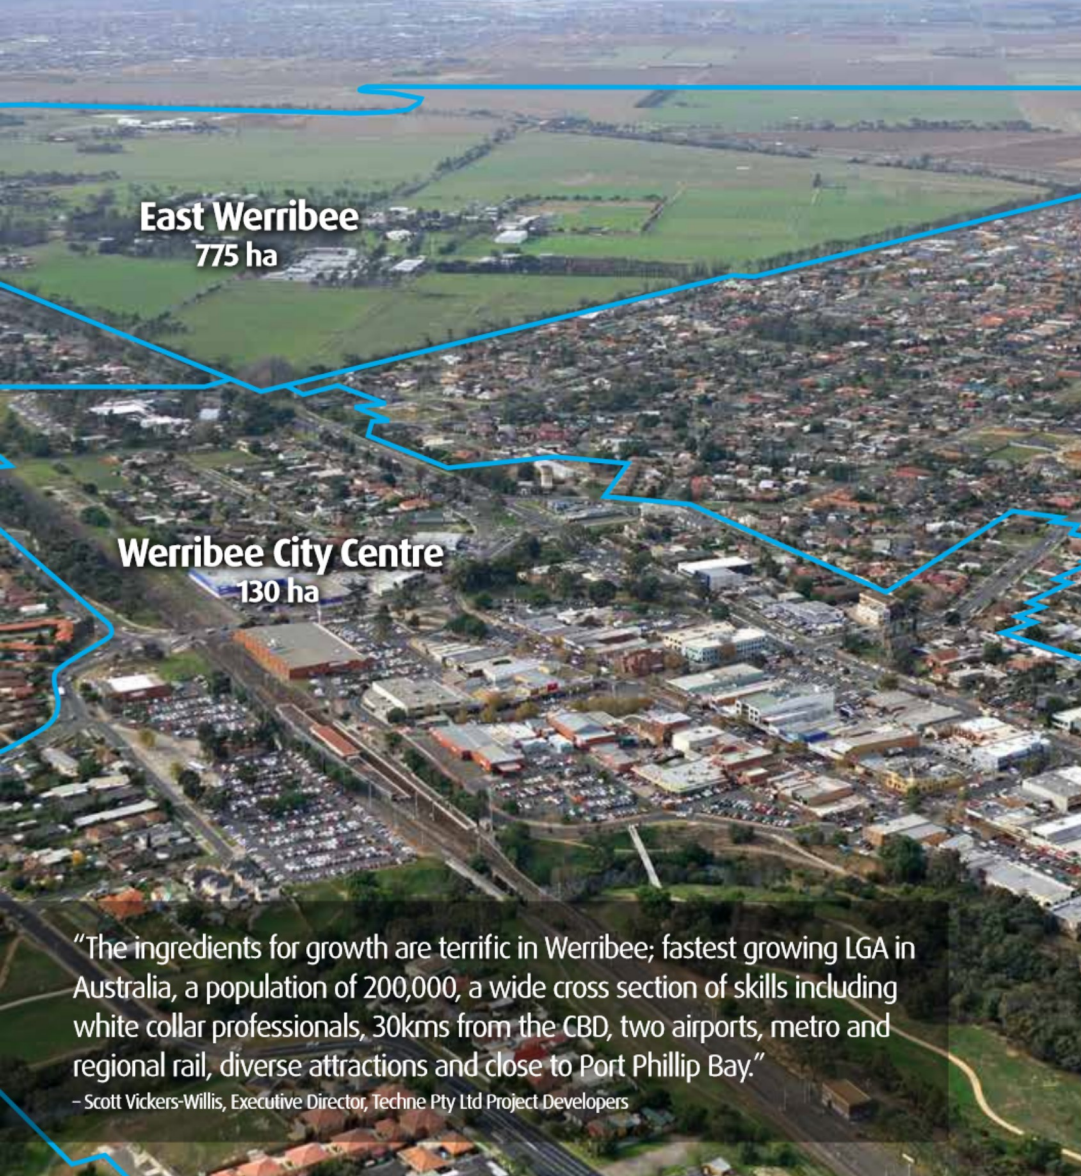 East Werribee
775 ha
Werribee City Centre
130 ha
“The ingredients for growth are terrific in Werribee; fastest growing LGA in
Australia, a population of 200,000, a wide cross section of skills including
white collar professionals, 30kms from the CBD, two airports, metro and
regional rail, diverse attractions and close to Port Phillip Bay.”
– Scott Vickers-Willis, Executive Director, Techne Pty Ltd Project Developers